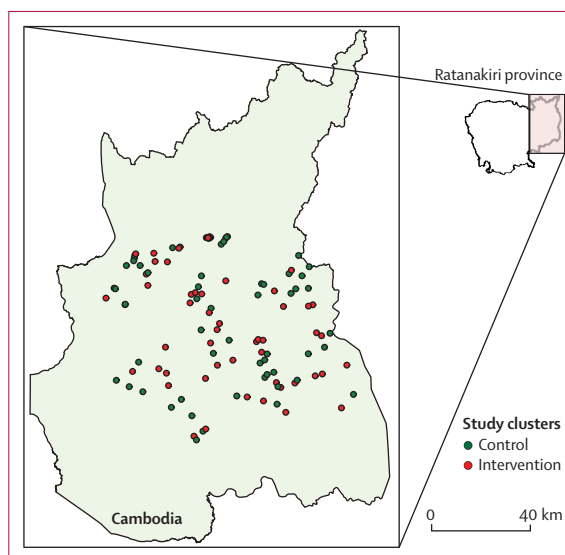 Ratanakiri province
Study clusters
Control
Intervention
Cambodia
0 40 km